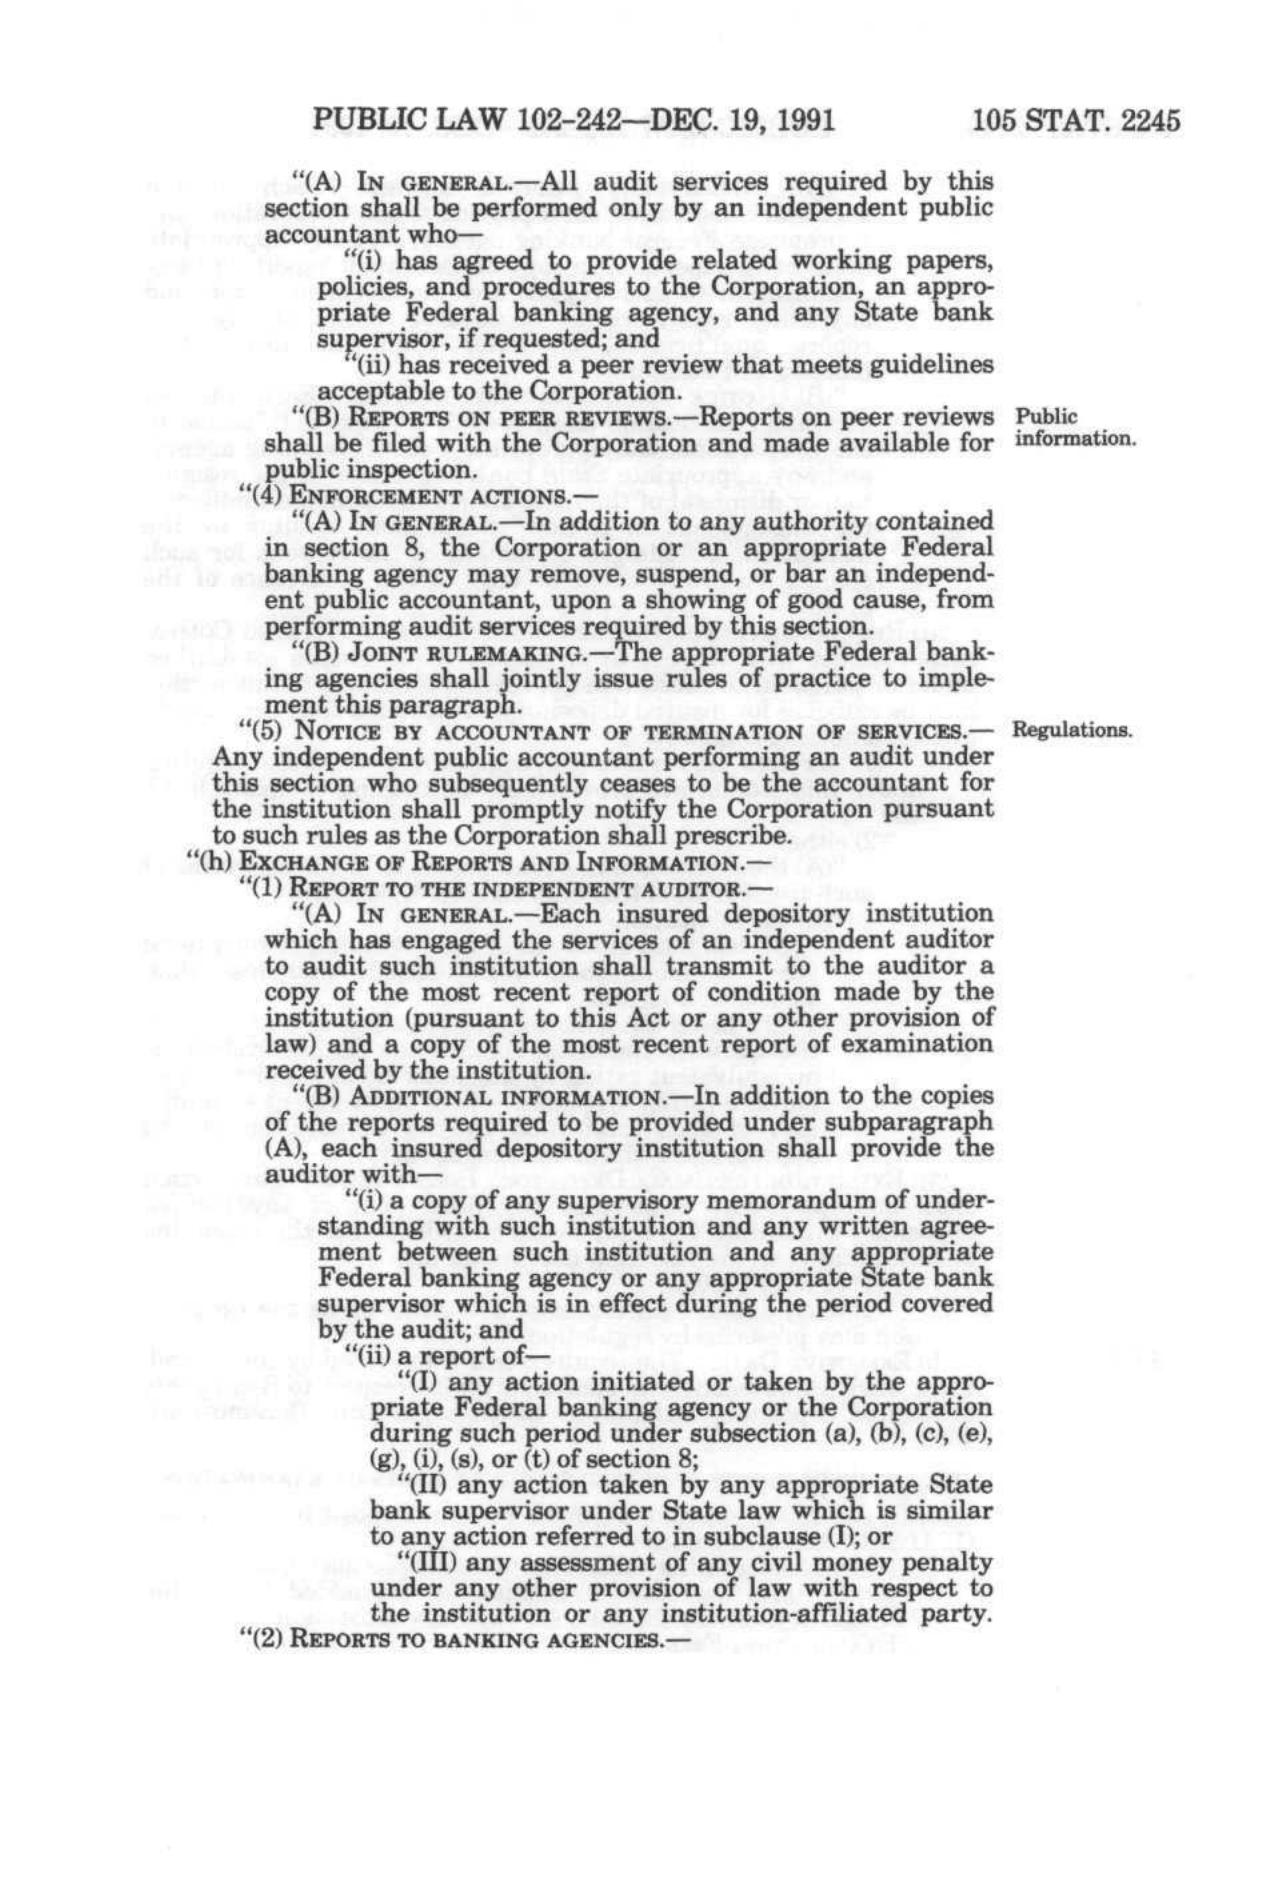 PUBLIC LAW 102–242—DEC. 19, 1991 105 STAT. 2245
"(A) IN GENERAL.—All audit services required by this
section shall be performed only by an independent public
accountant who—
"(i) has agreed to provide related working papers,
policies, and procedures to the Corporation, an appro-
priate Federal banking agency, and any State bank
supervisor, if requested; and
"(ii) has received a peer review that meets guidelines
acceptable to the Corporation.
"(B) REPORTS ON PEER REVIEWS.—Reports on peer reviews
shall be filed with the Corporation and made available for
public inspection.
Public
information.
"(4) ENFORCEMENT ACTIONS.—
"(A) IN GENERAL.—In addition to any authority contained
in section 8, the Corporation or an appropriate Federal
banking agency may remove, suspend, or bar an independ-
ent public accountant, upon a showing of good cause, from
performing audit services required by this section.
"(B) JOINT RULEMAKING.—The appropriate Federal bank-
ing agencies shall jointly issue rules of practice to imple-
ment this paragraph.
"(5) NOTICE BY ACCOUNTANT OF TERMINATION OF SERVICES.—
Regulations.
Any independent public accountant performing an audit under
this section who subsequently ceases to be the accountant for
the institution shall promptly notify the Corporation pursuant
to such rules as the Corporation shall prescribe.
"(h) EXCHANGE OF REPORTS AND INFORMATION.—
"(1) REPORT TO THE INDEPENDENT AUDITOR.—
"(A) IN GENERAL.—Each insured depository institution
which has engaged the services of an independent auditor
to audit such institution shall transmit to the auditor a
copy of the most recent report of condition made by the
institution (pursuant to this Act or any other provision of
law) and a copy of the most recent report of examination
received by the institution.
"(B) ADDITIONAL INFORMATION.—In addition to the copies
of the reports required to be provided under subparagraph
(A), each insured depository institution shall provide the
auditor with—
"(i) a copy of any supervisory memorandum of under-
standing with such institution and any written agree-
ment between such institution and any appropriate
Federal banking agency or any appropriate State bank
supervisor which is in effect during the period covered
by the audit; and
"(ii) a report of—
"(I) any action initiated or taken by the appro-
priate Federal banking agency or the Corporation
during such period under subsection (a), (b), (c), (e),
(g), (i), (s), or (t) of section 8;
"(II) any action taken by any appropriate State
bank supervisor under State law which is similar
to any action referred to in subclause (I); or
"(III) any assessment of any civil money penalty
under any other provision of law with respect to
the institution or any institution-affiliated party.
"(2) REPORTS TO BANKING AGENCIES.—